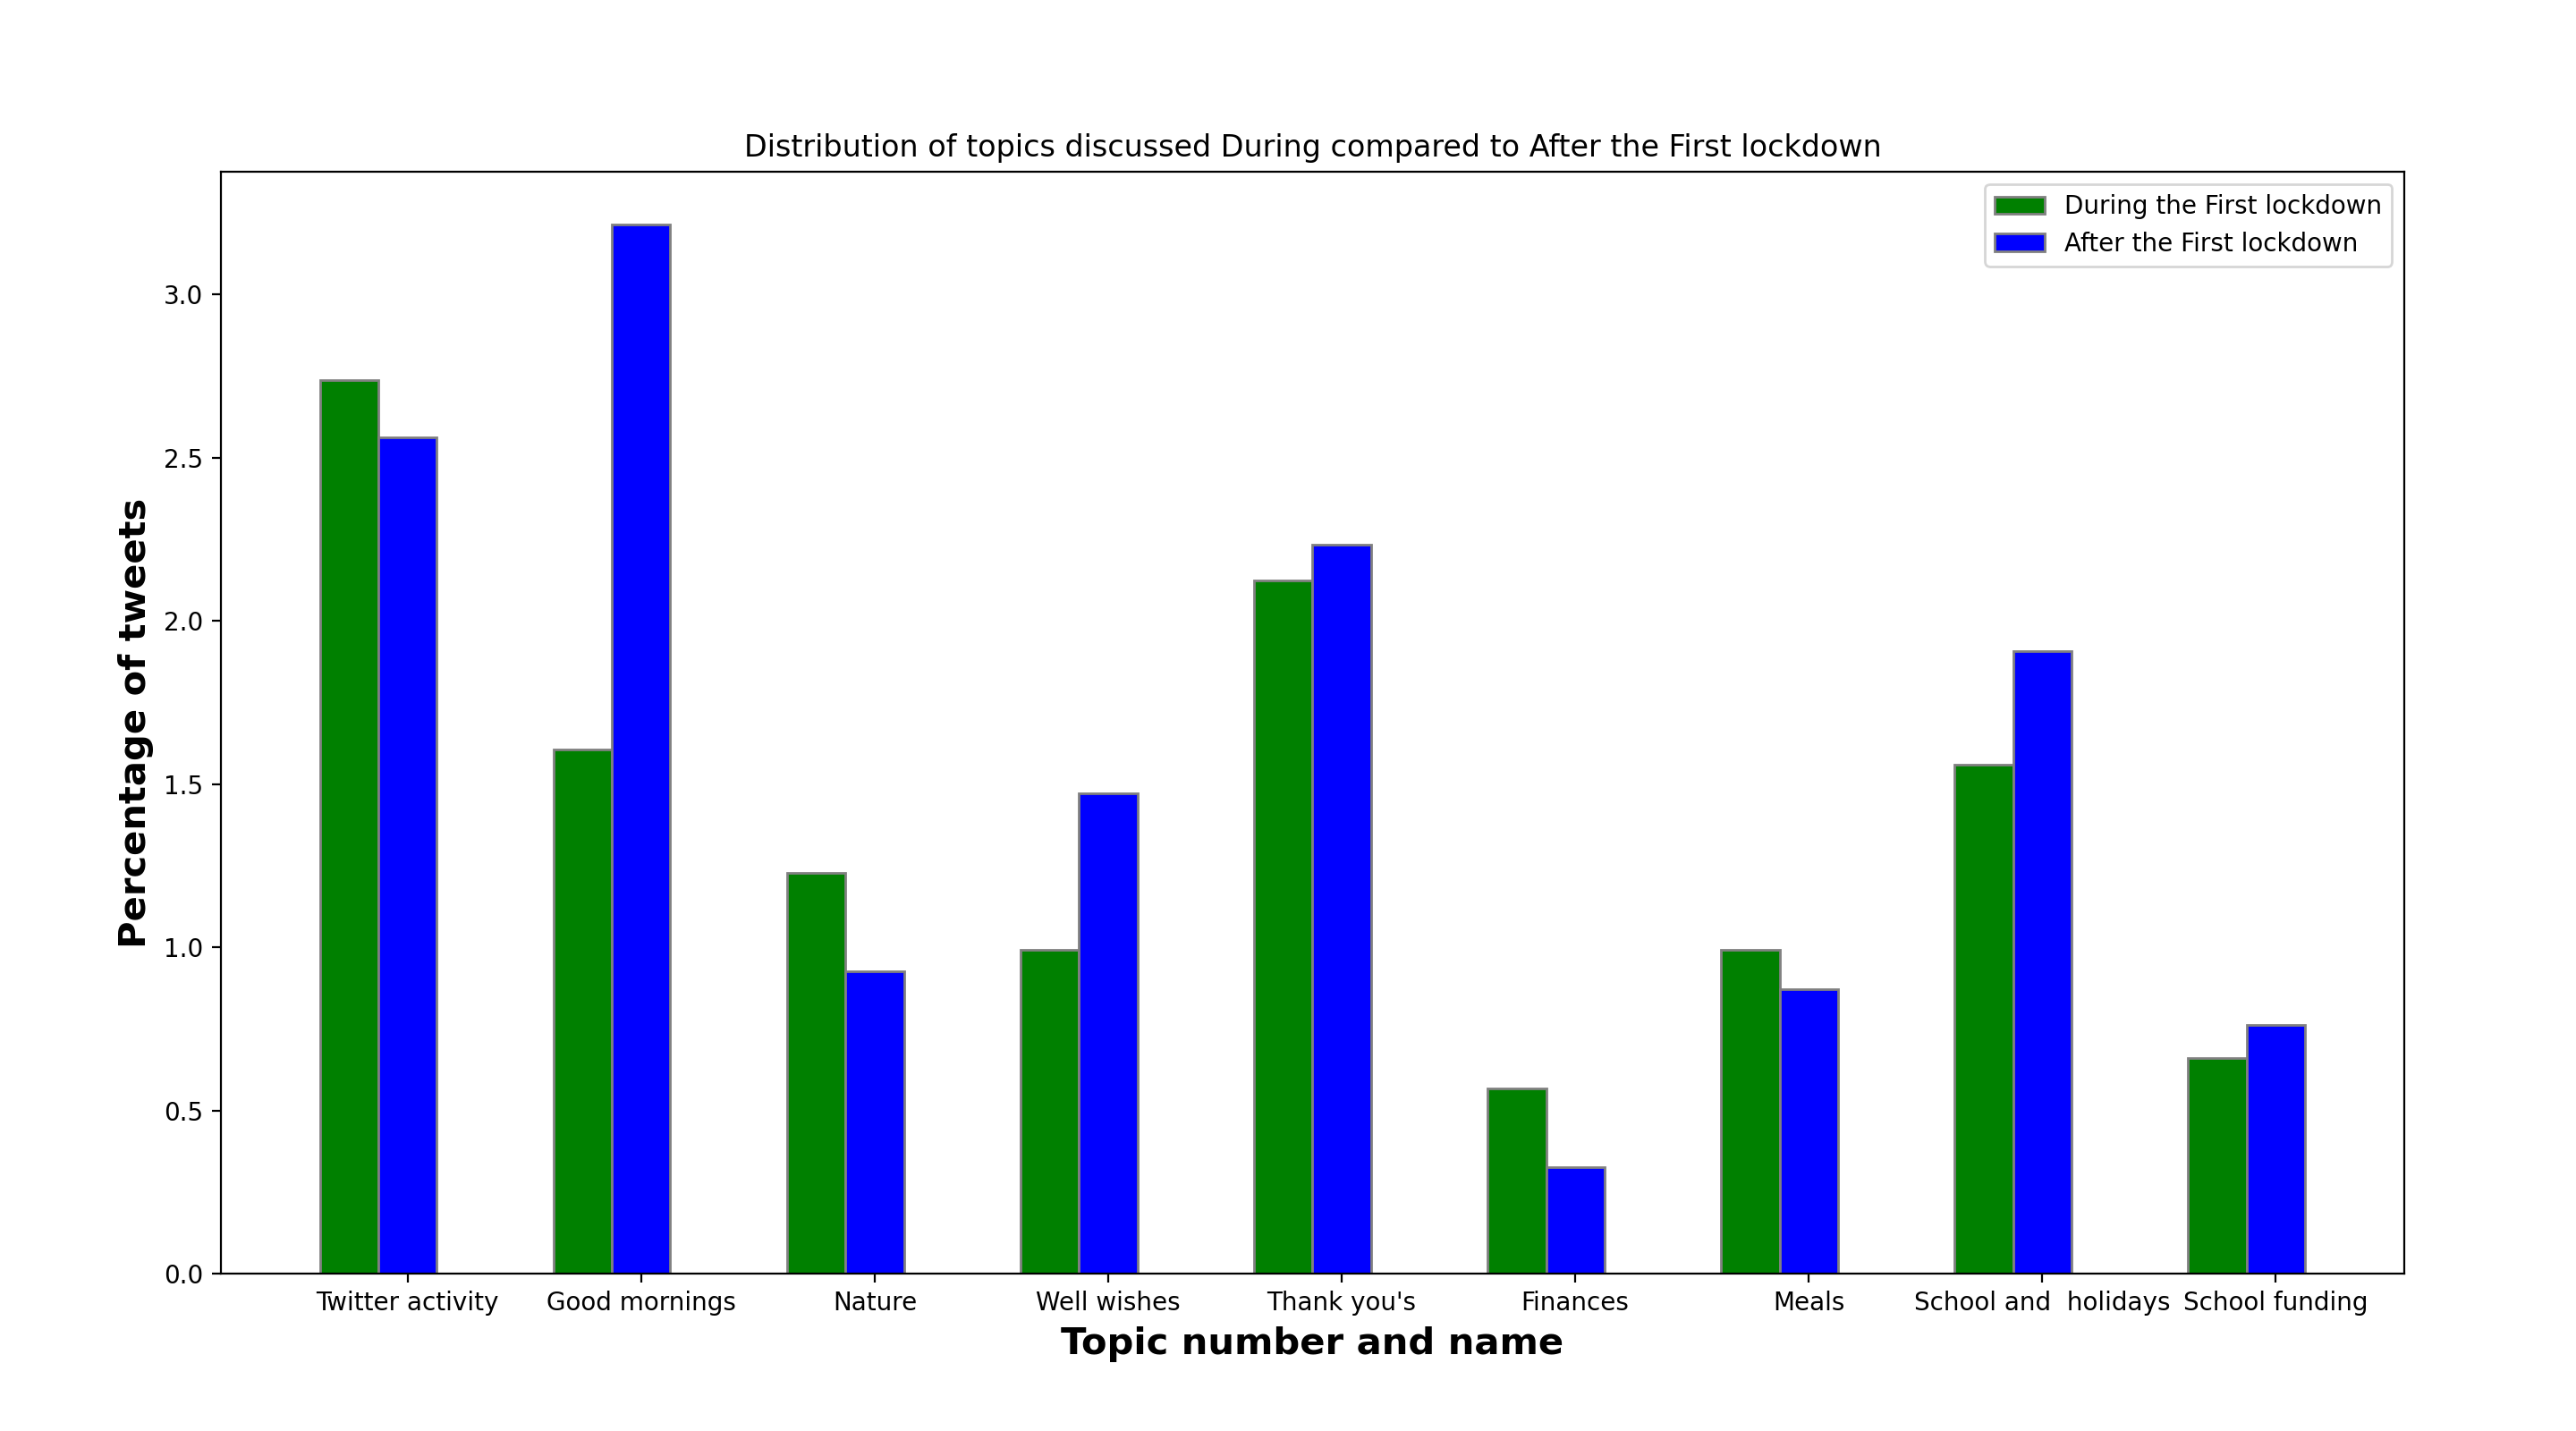 Distribution of topics discussed During compared to After the First lockdown
During the First lockdown
After the First lockdown
Percentage of tweets
3.0
2.5
2.0
1.5
1.0
0.5
0.0
Twitter activity Good mornings Nature Well wishes Thank you's Finances Meals School and  holidays School funding
Topic number and name